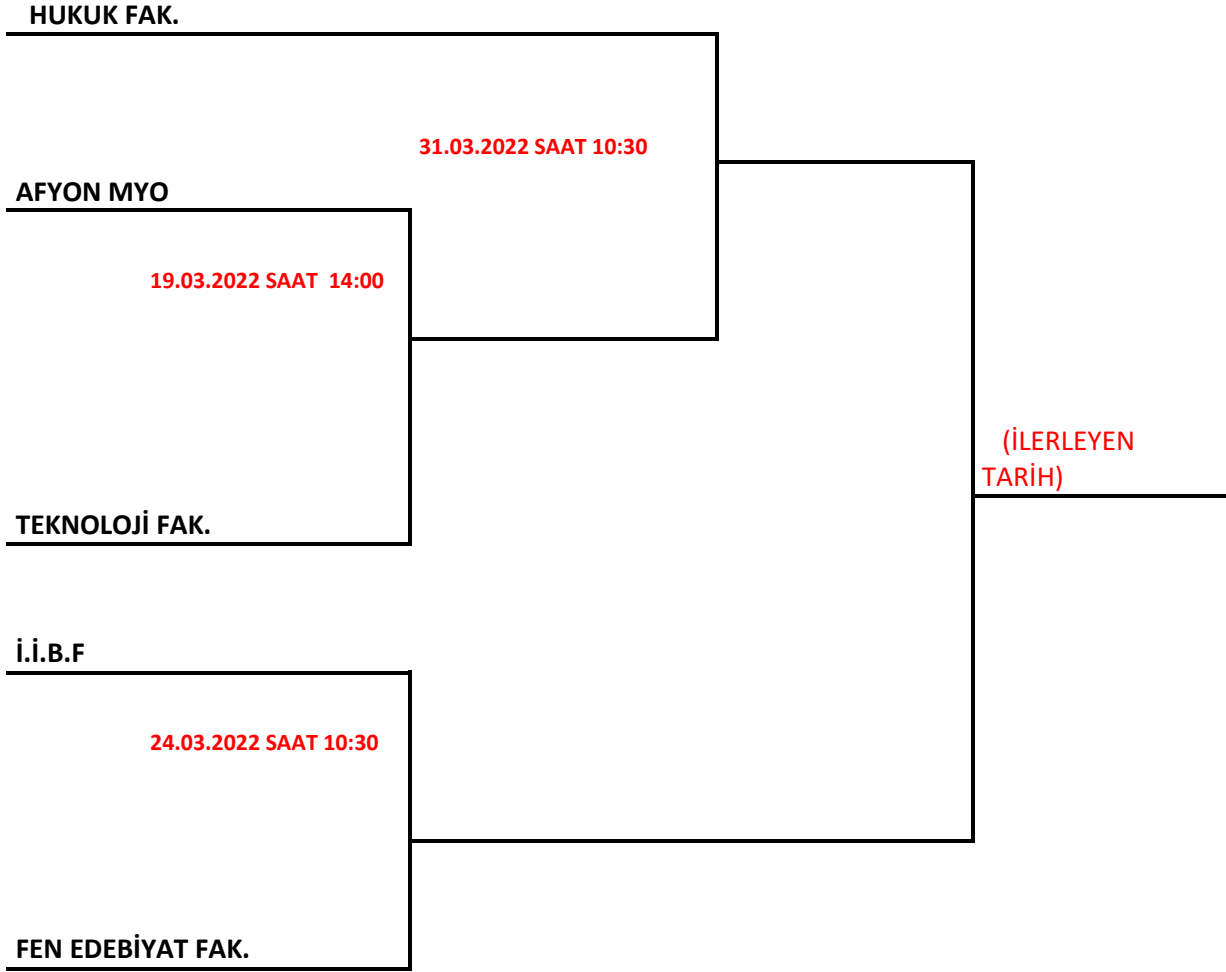 HUKUK FAK.
31.03.2022 SAAT 10:30
AFYON MYO
19.03.2022 SAAT  14:00
(İLERLEYEN
TARİH)
TEKNOLOJİ FAK.
İ.İ.B.F
24.03.2022 SAAT 10:30
FEN EDEBİYAT FAK.